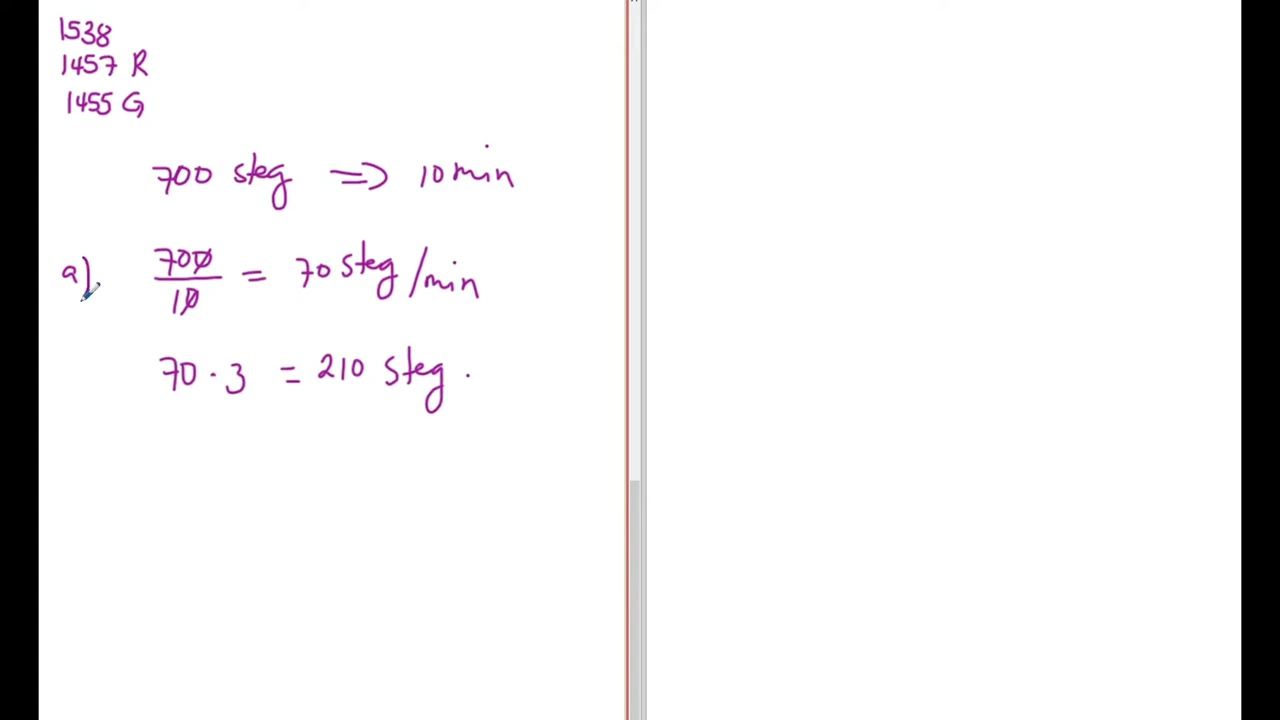 1538
1457 R
1455 G
700 steg => 10 min
a) 700/10 = 70 steg/min
70 · 3 = 210 steg.